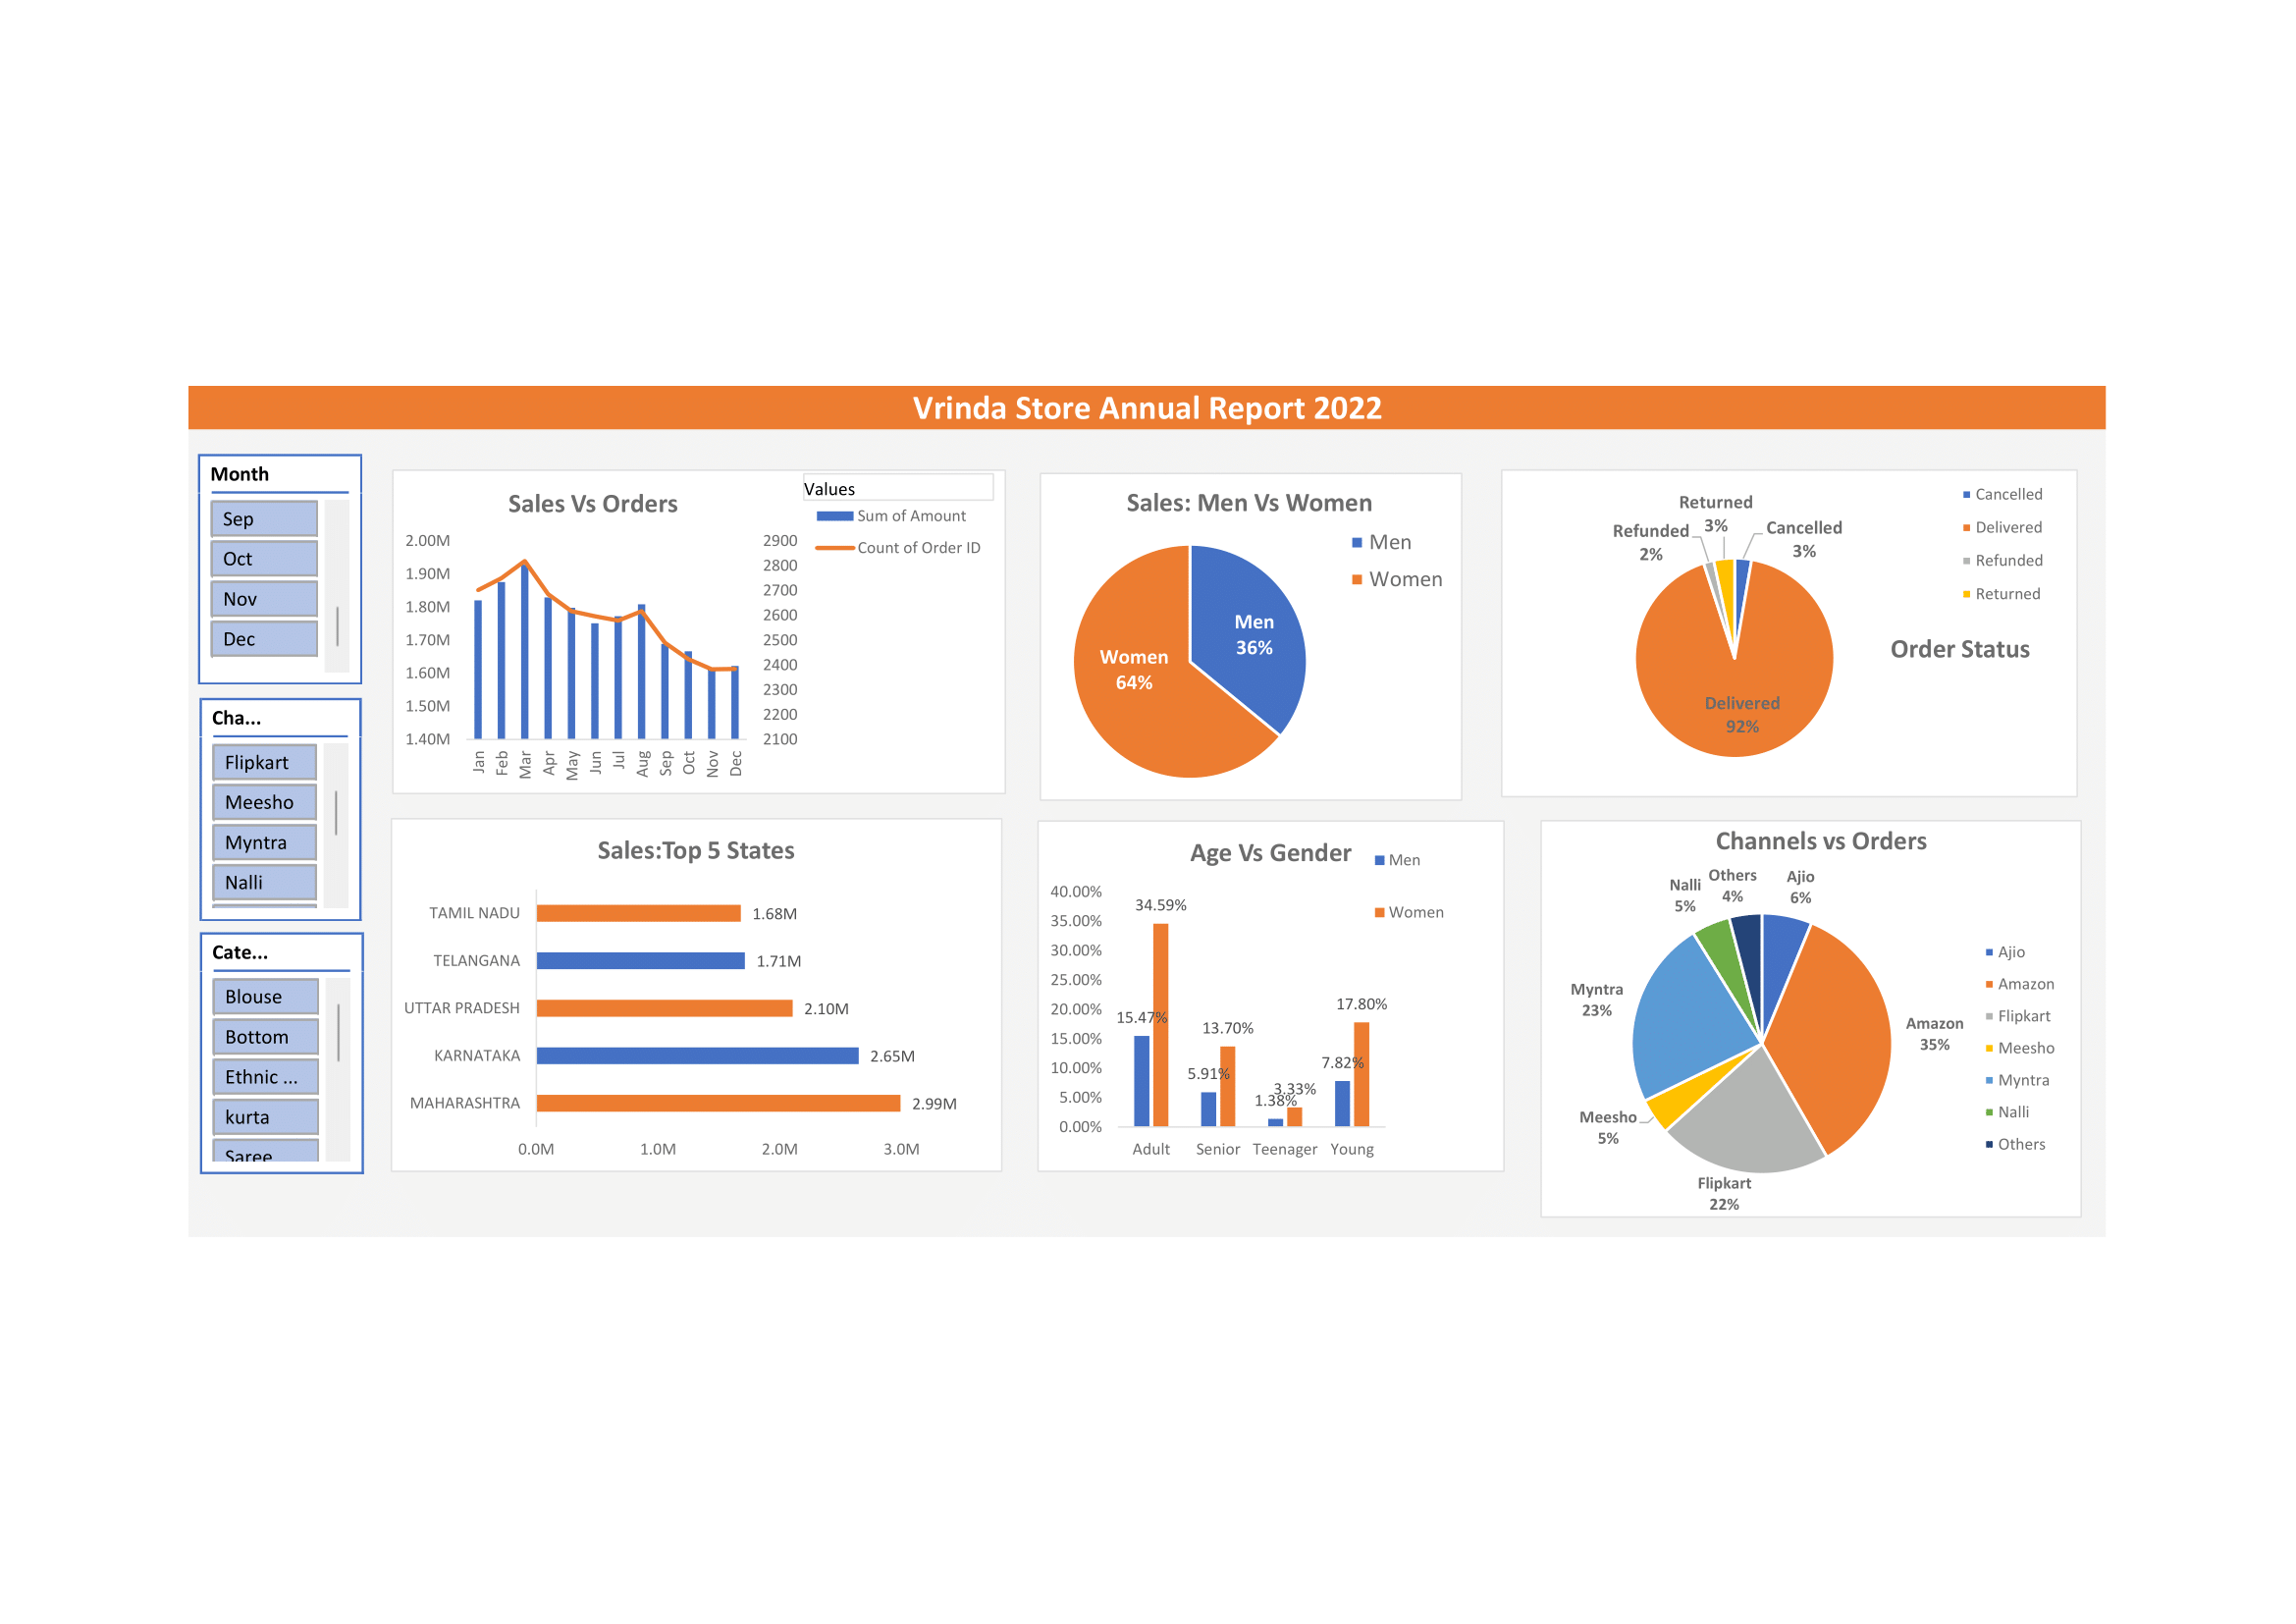 Vrinda Store Annual Report 2022
Month
Sep
Oct
Nov
Dec
Cha...
Flipkart
Meesho
Myntra
Nalli
Cate...
Blouse
Bottom
Ethnic ...
kurta
Saree
Sales Vs Orders
Values
Sum of Amount
Count of Order ID
2.00M
1.90M
1.80M
1.70M
1.60M
1.50M
1.40M
2900
2800
2700
2600
2500
2400
2300
2200
2100
Jan
Feb
Mar
Apr
May
Jun
Jul
Aug
Sep
Oct
Nov
Dec
Sales: Men Vs Women
Men
Women
Men
36%
Women
64%
Returned
3%
Refunded
2%
Cancelled
3%
Delivered
92%
Cancelled
Delivered
Refunded
Returned
Order Status
Sales:Top 5 States
TAMIL NADU
1.68M
TELANGANA
1.71M
UTTAR PRADESH
2.10M
KARNATAKA
2.65M
MAHARASHTRA
2.99M
0.0M
1.0M
2.0M
3.0M
Age Vs Gender
Men
Women
40.00%
35.00%
30.00%
25.00%
20.00%
15.00%
10.00%
5.00%
0.00%
15.47%
34.59%
5.91%
13.70%
1.38%
3.33%
7.82%
17.80%
Adult
Senior
Teenager
Young
Channels vs Orders
Ajio
6%
Amazon
35%
Flipkart
22%
Meesho
5%
Myntra
23%
Nalli
5%
Others
4%
Ajio
Amazon
Flipkart
Meesho
Myntra
Nalli
Others